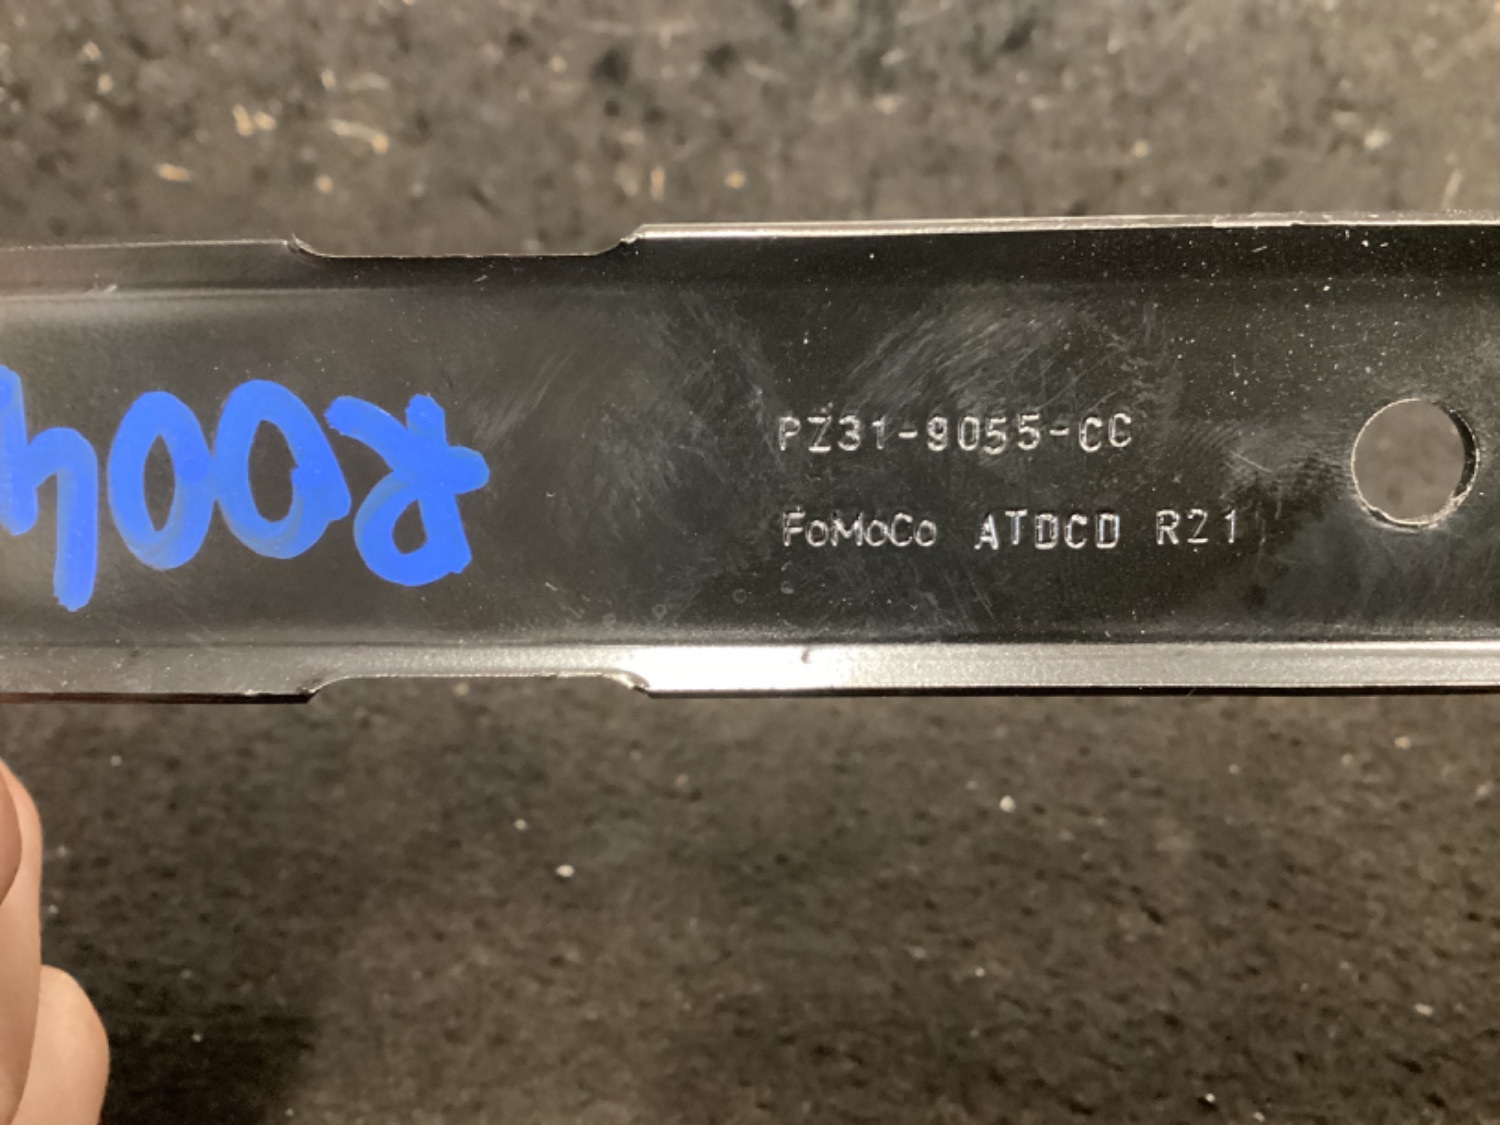 R004
PZ31-9055-CC
FoMoCo ATDCD R21